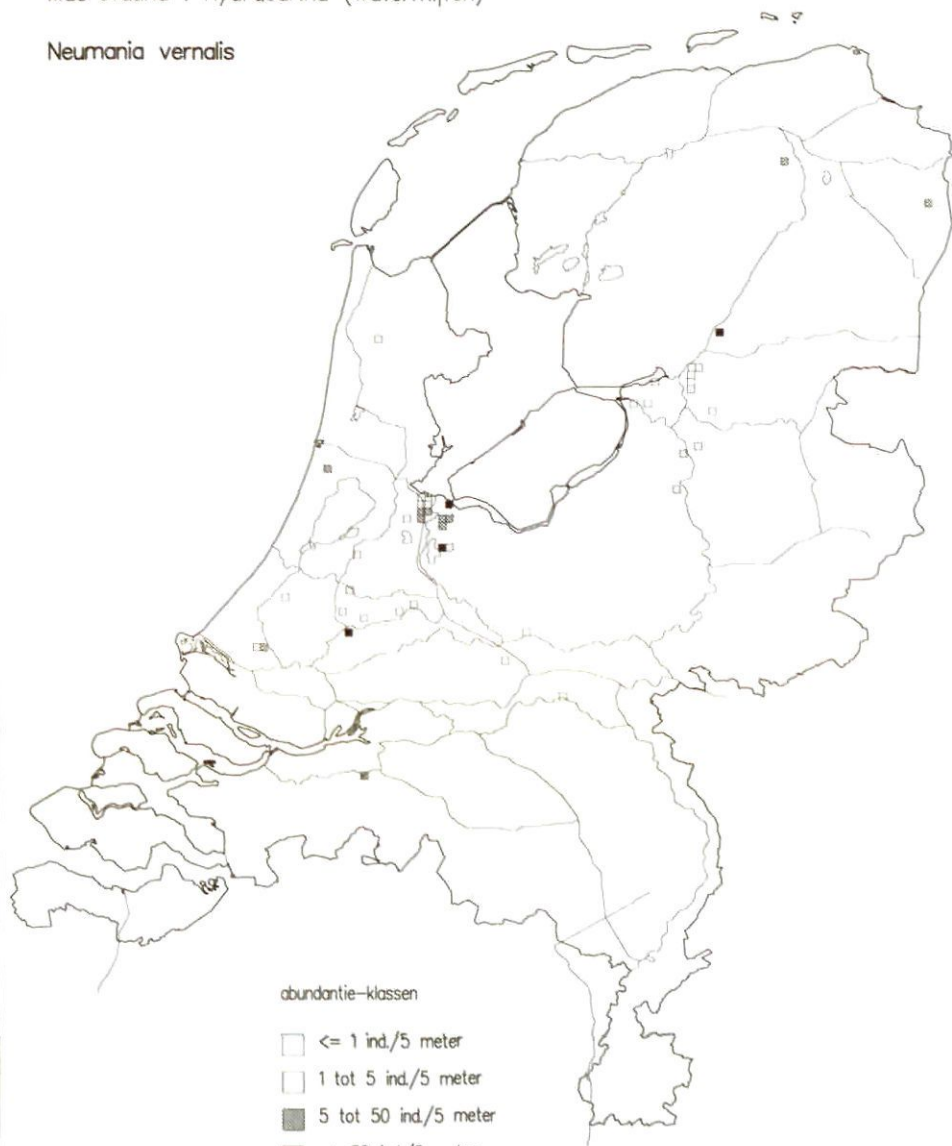 Neumania vernalis
abundantie-klassen
<= 1 ind./5 meter
1 tot 5 ind./5 meter
5 tot 50 ind./5 meter